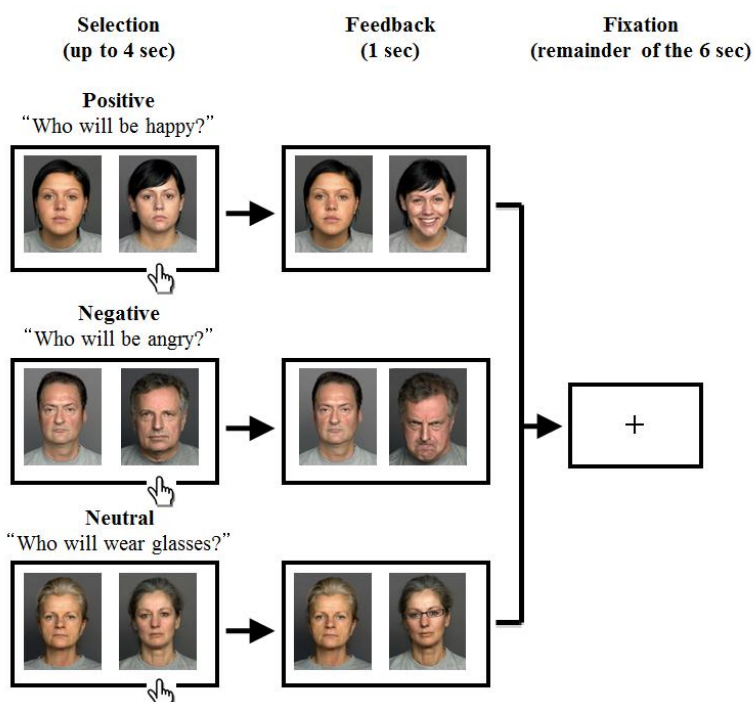 Selection
(up to 4 sec)
Feedback
(1 sec)
Fixation
(remainder of the 6 sec)
Positive
“Who will be happy?”
Negative
“Who will be angry?”
+
Neutral
“Who will wear glasses?”